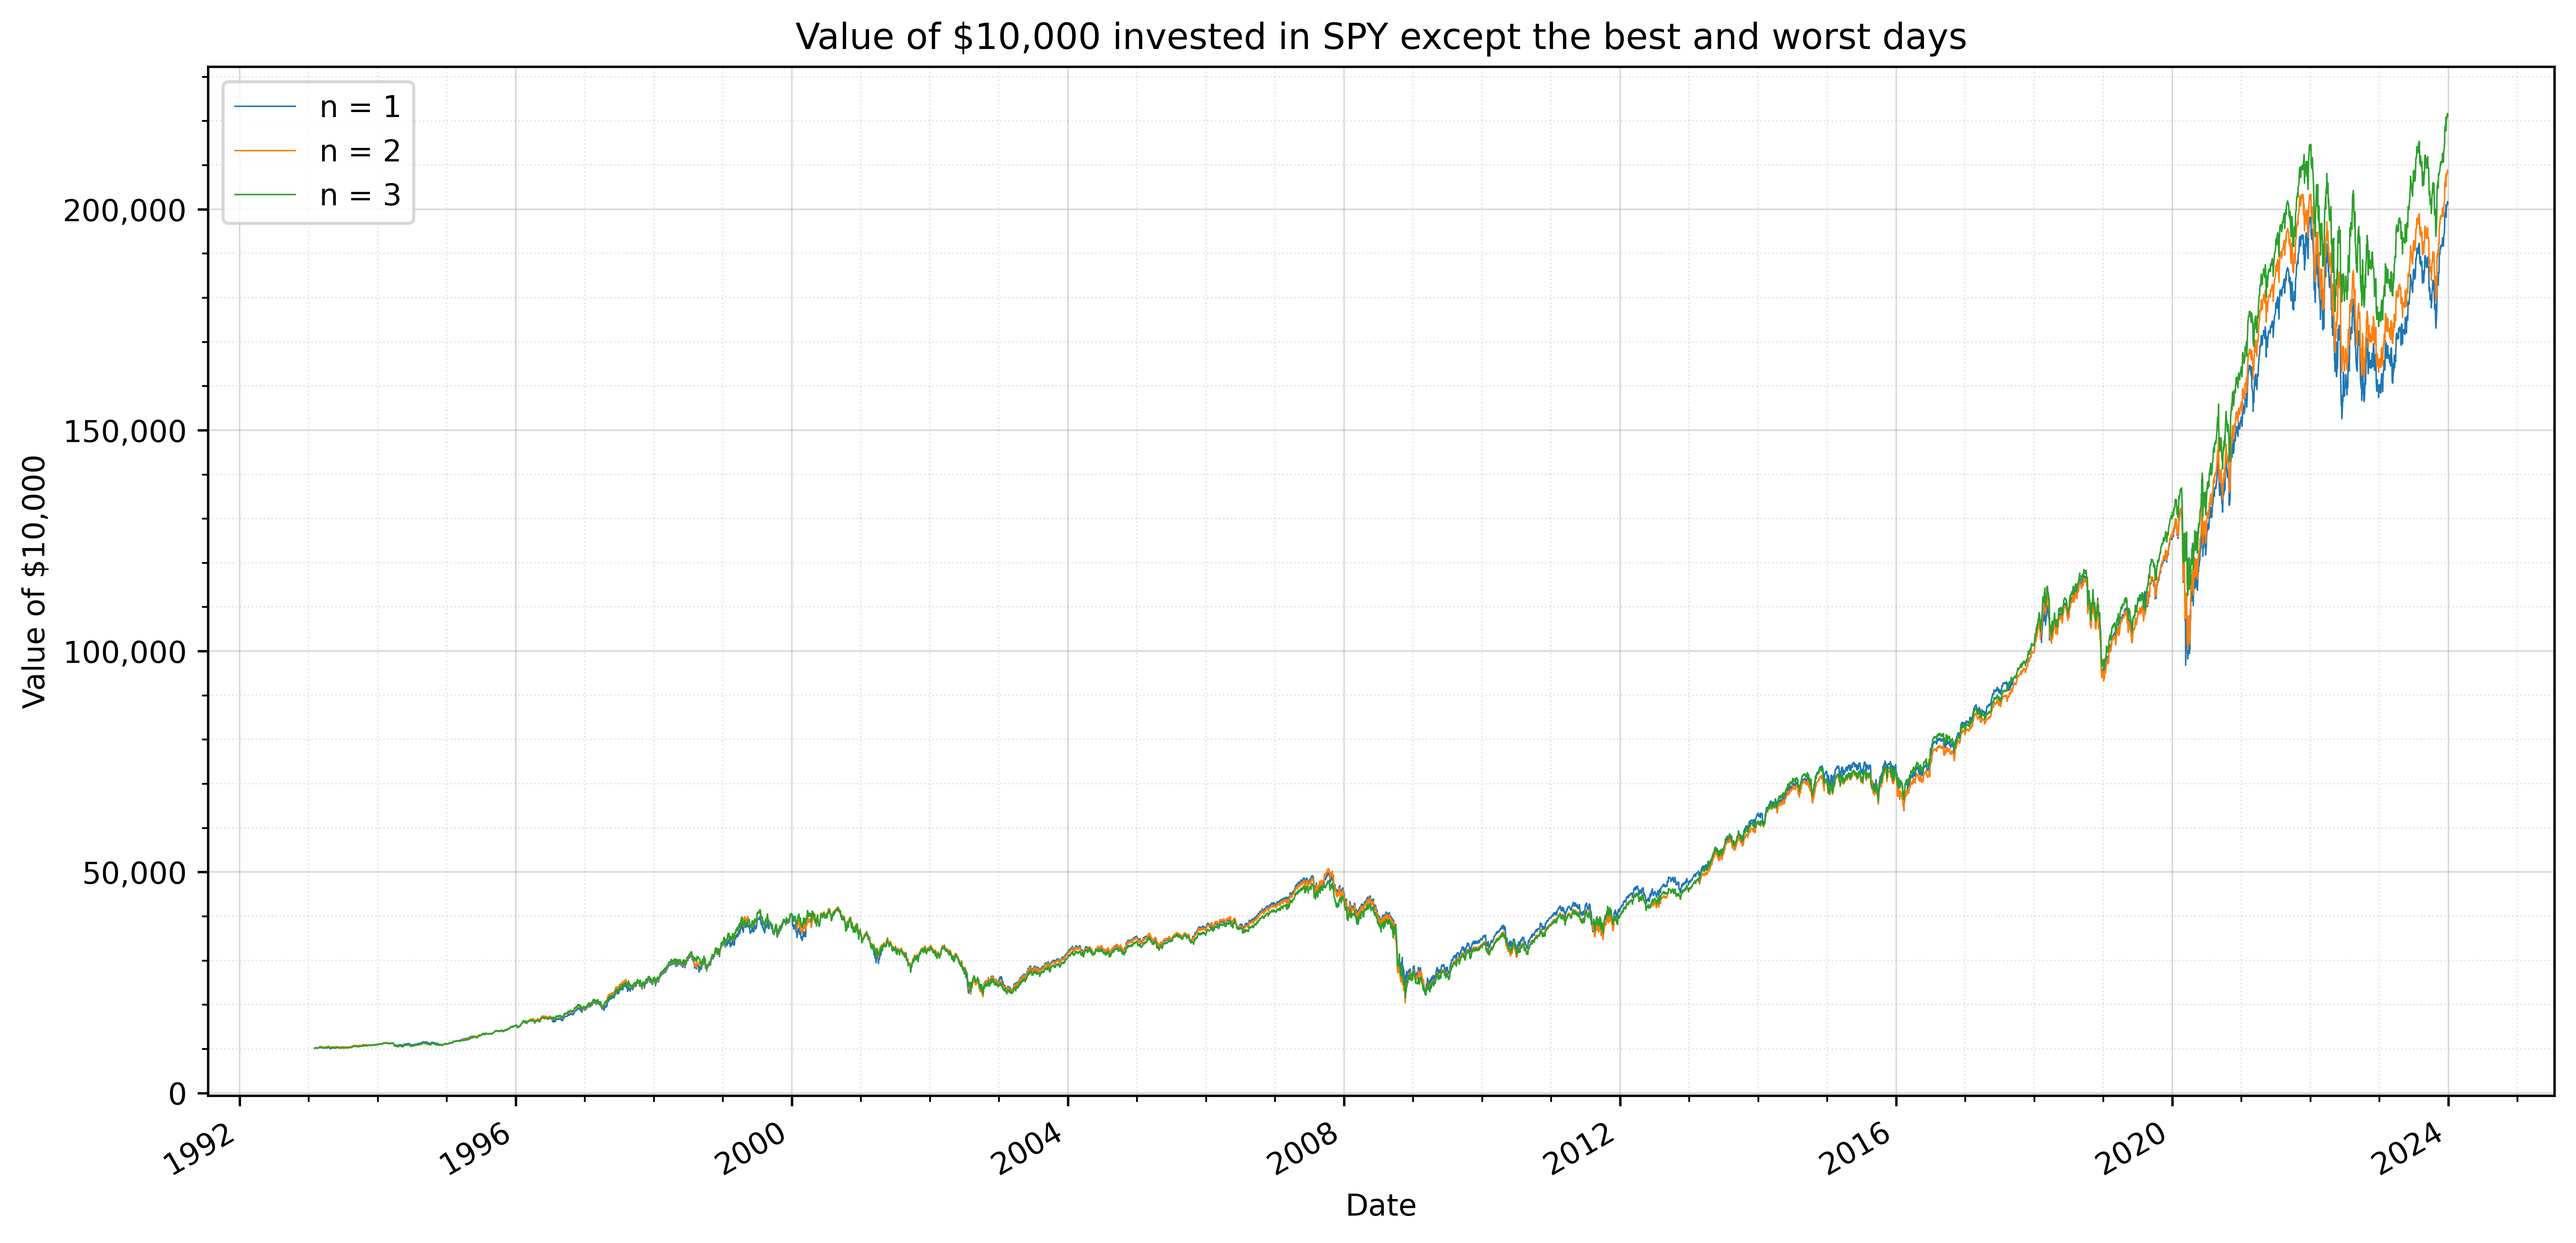 Value of $10,000 invested in SPY except the best and worst days
n = 1
n = 2
n = 3
200,000
150,000
100,000
50,000
0
Value of $10,000
1992
1996
2000
2004
2008
2012
2016
2020
2024
Date